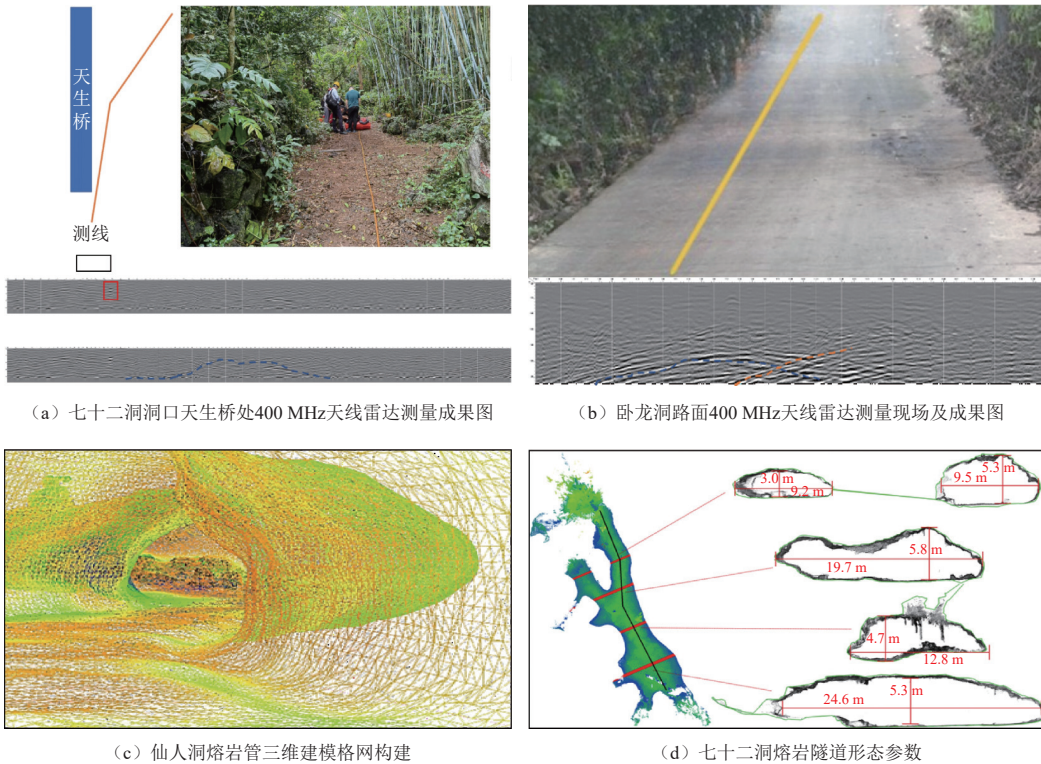 天生桥
测线
(a)七十二洞洞口天生桥处400 MHz天线雷达测量成果图
(b)卧龙洞路面400 MHz天线雷达测量现场及成果图
3.0 m
9.2 m
5.3 m
9.5 m
5.8 m
19.7 m
4.7 m
12.8 m
5.3 m
24.6 m
(c)仙人洞熔岩管三维建模格网构建
(d)七十二洞熔岩隧道形态参数